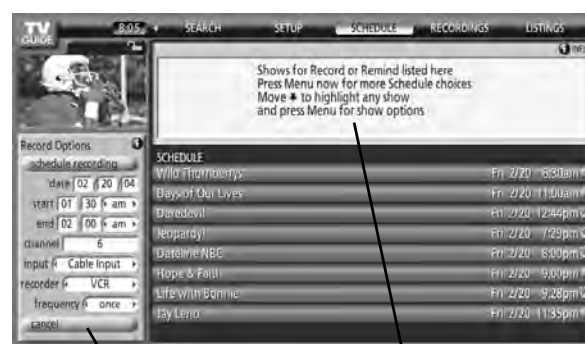 TV
GUIDE
8:05
SEARCH SETUP SCHEDULE RECORDINGS LISTINGS
Shows for Record or Remind listed here
Press Menu now for more Schedule choices
Move to highlight any show
and press Menu for show options
Record Options
schedule recording
date 02 20 04
start 01 30 am
end 02 00 am
channel 6
input Cable Input
recorder VCR
frequency once
cancel
SCHEDULE
Wild Thornberrys Fri 2/20 6:30am
Days of Our Lives Fri 2/20 11:00am
Daredevil Fri 2/20 12:44pm
Jeopardy! Fri 2/20 7:29pm
Dateline NBC Fri 2/20 8:00pm
Hope & Faith Fri 2/20 9:00pm
Life with Bonnie Fri 2/20 9:28pm
Jay Leno Fri 2/20 11:35pm